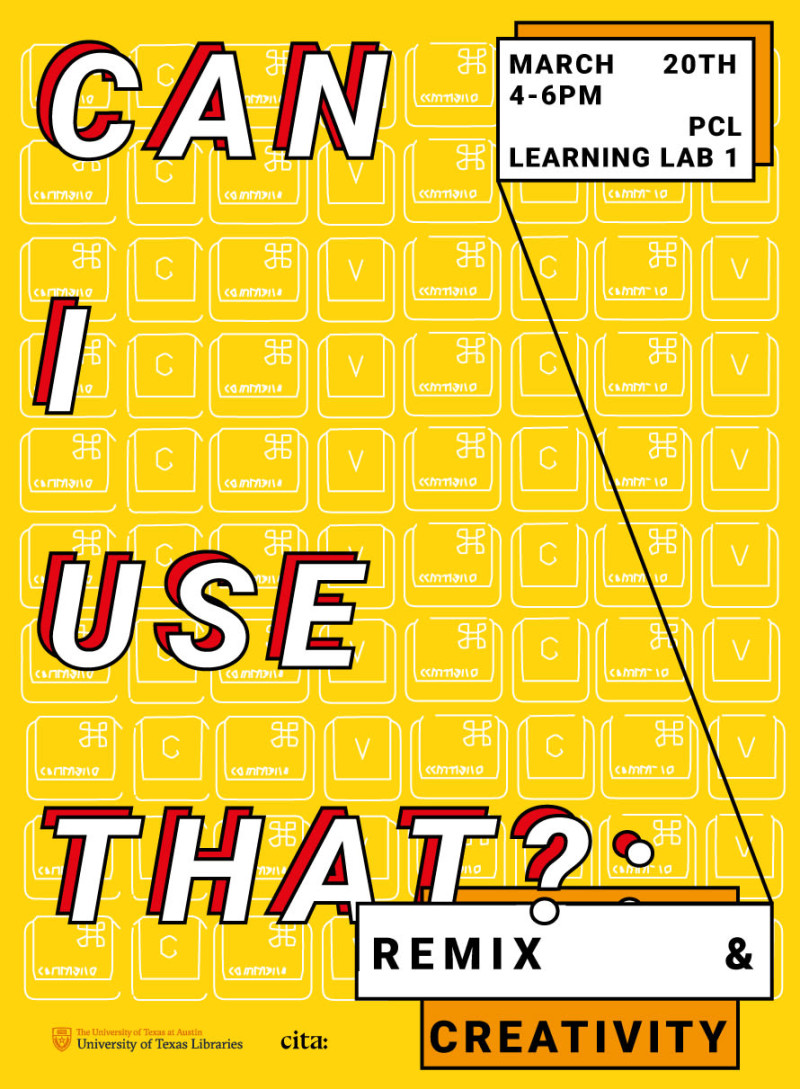 CAN
I
USE
THAT?:
MARCH 20TH
4-6PM
PCL
LEARNING LAB 1
REMIX &
CREATIVITY
The University of Texas at Austin
University of Texas Libraries
cita: